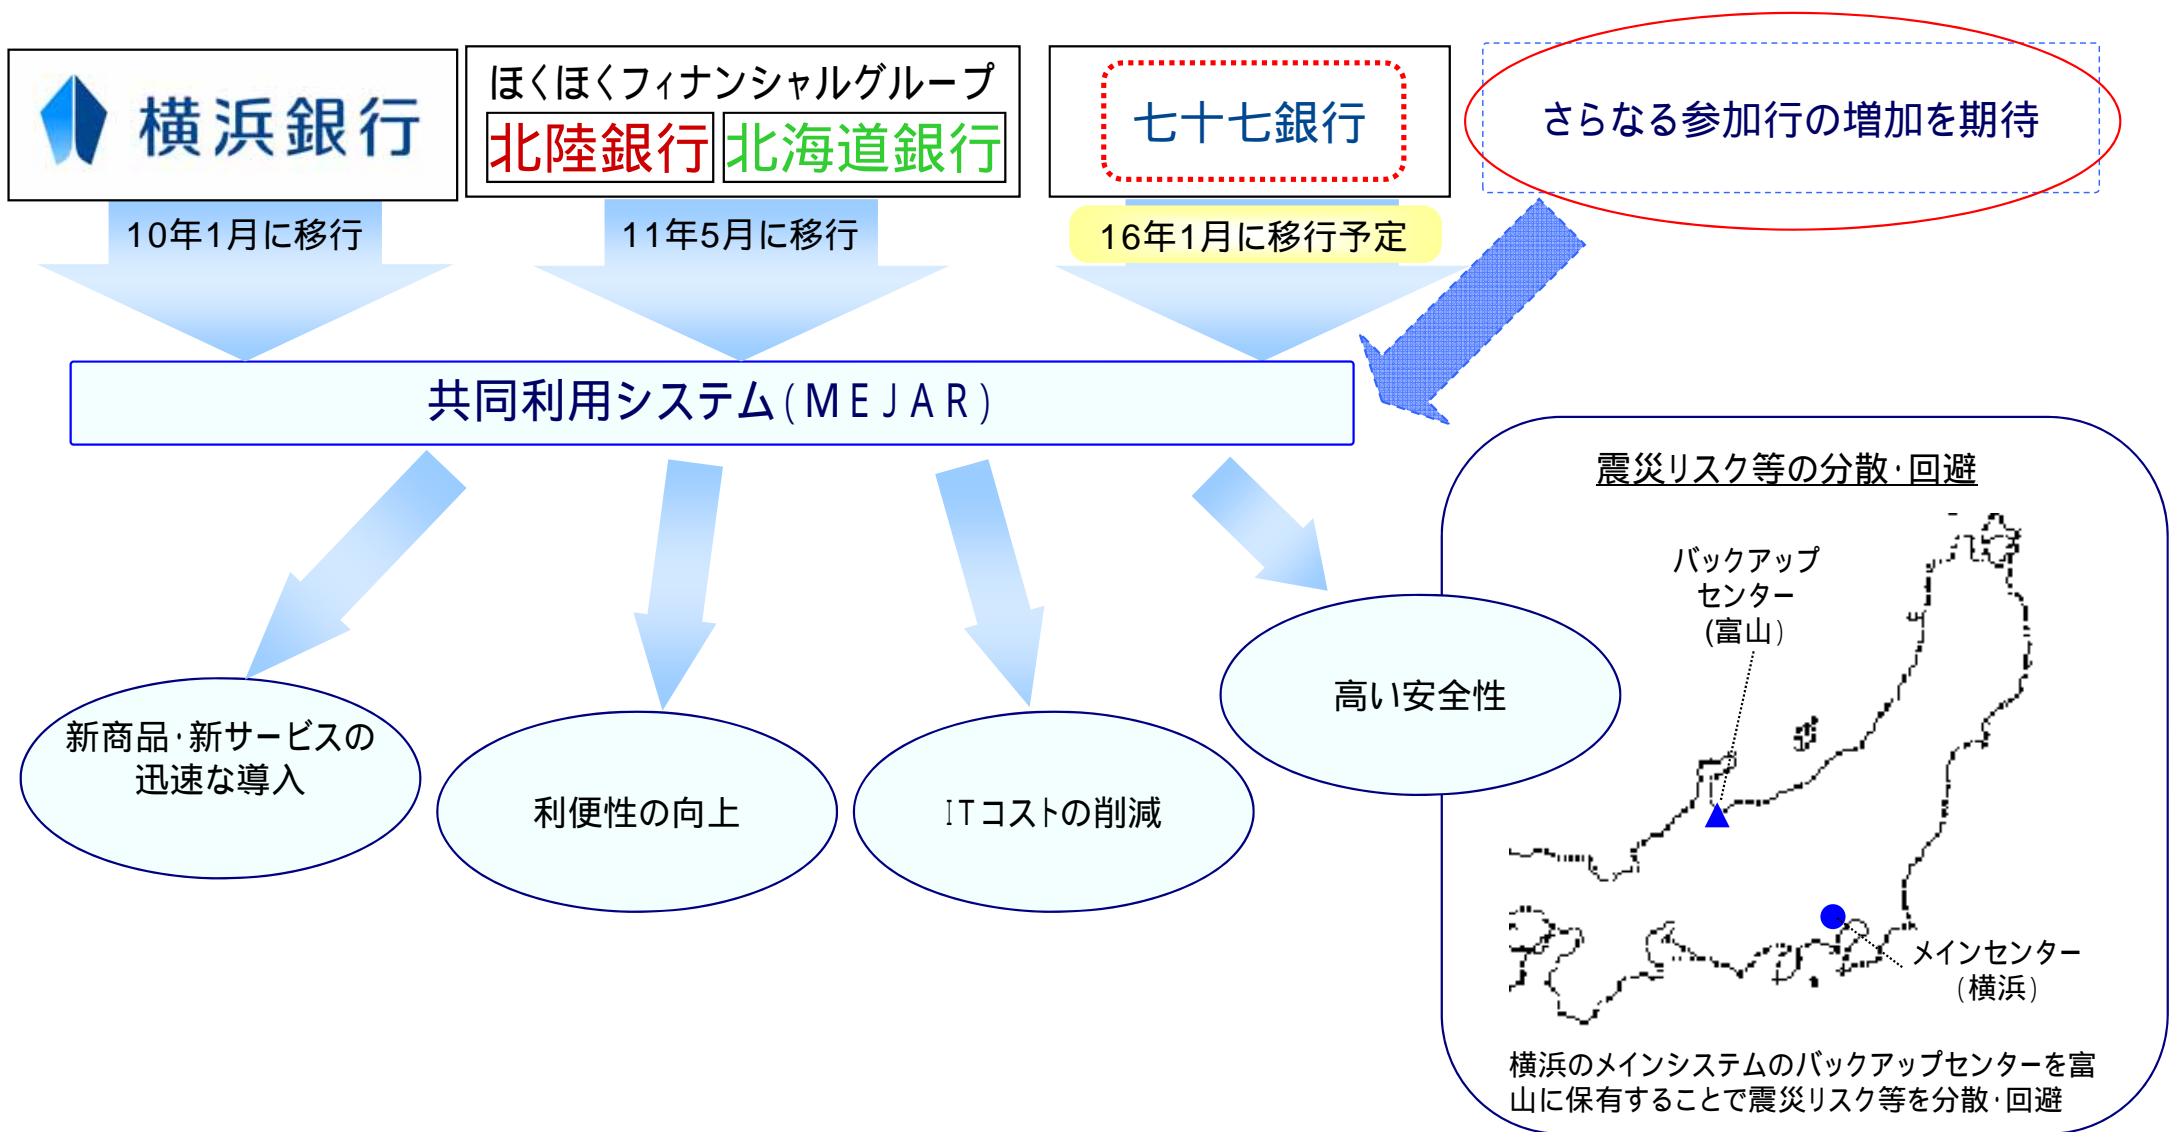 横浜銀行
ほくほくフィナンシャルグループ
北陸銀行 北海道銀行
七十七銀行
さらなる参加行の増加を期待
10年1月に移行
11年5月に移行
16年1月に移行予定
共同利用システム(MEJAR)
新商品・新サービスの
迅速な導入
利便性の向上
ITコストの削減
高い安全性
震災リスク等の分散・回避
バックアップ
センター
(富山)
メインセンター
(横浜)
横浜のメインシステムのバックアップセンターを富
山に保有することで震災リスク等を分散・回避